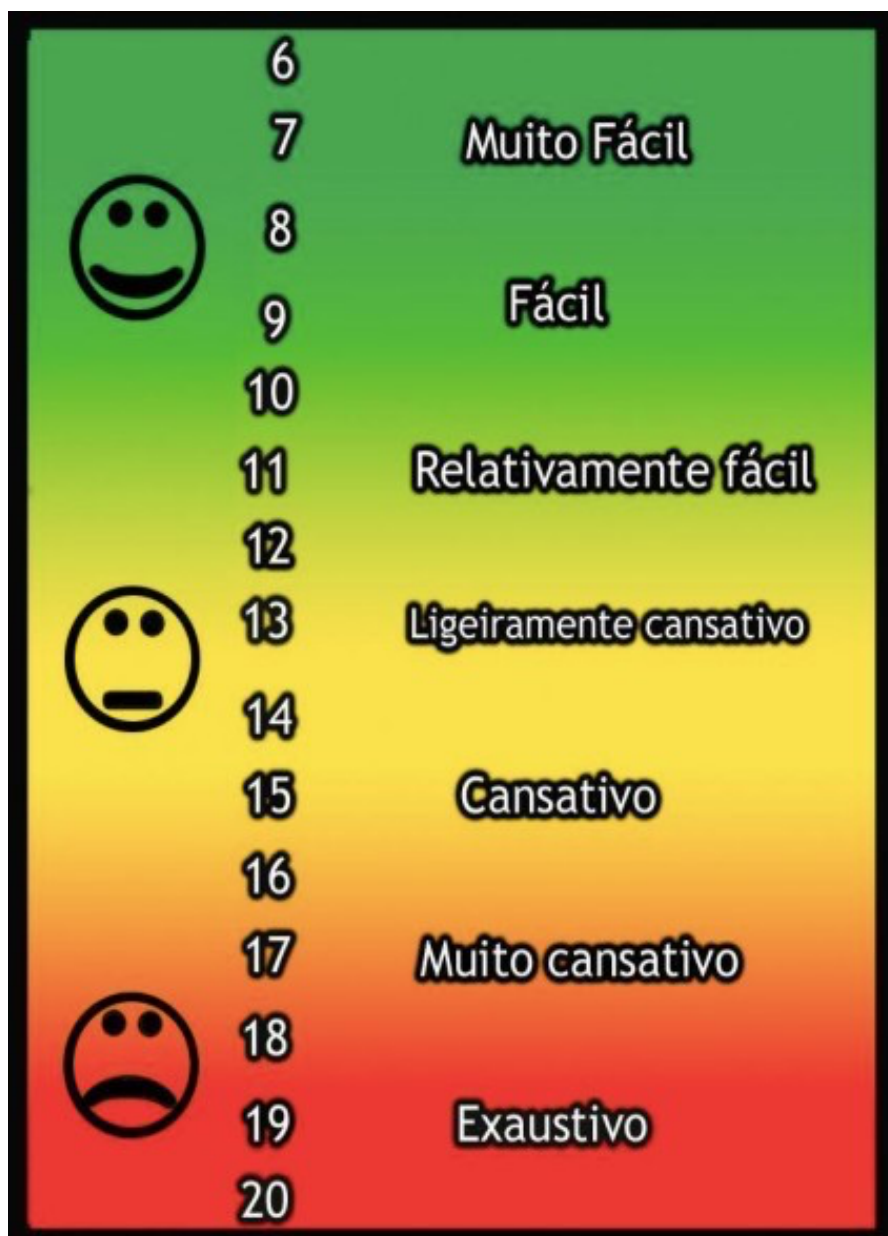 6
7 Muito Fácil
8
9 Fácil
10
11 Relativamente fácil
12
13 Ligeiramente cansativo
14
15 Cansativo
16
17 Muito cansativo
18
19 Exaustivo
20